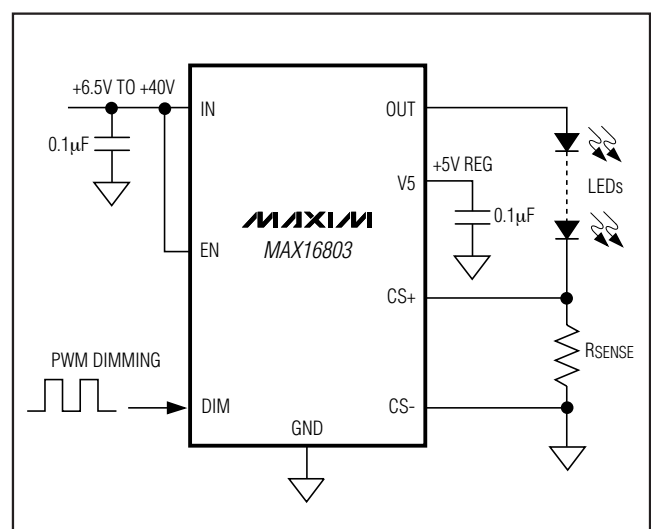 +6.5V TO +40V
IN
OUT
0.1µF
+5V REG
V5
LEDs
0.1µF
MAXIM
MAX16803
EN
CS+
RSENSE
PWM DIMMING
DIM
CS-
GND